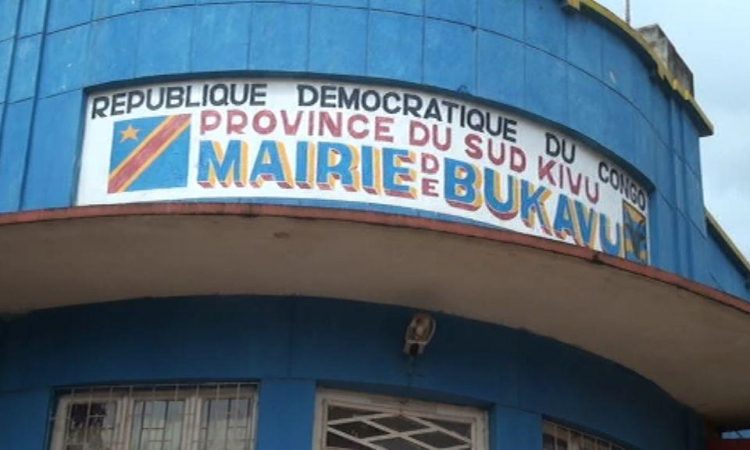 REPUBLIQUE DEMOCRATIQUE DU CONGO
PROVINCE DU SUD KIVU
MAIRIE DE BUKAVU